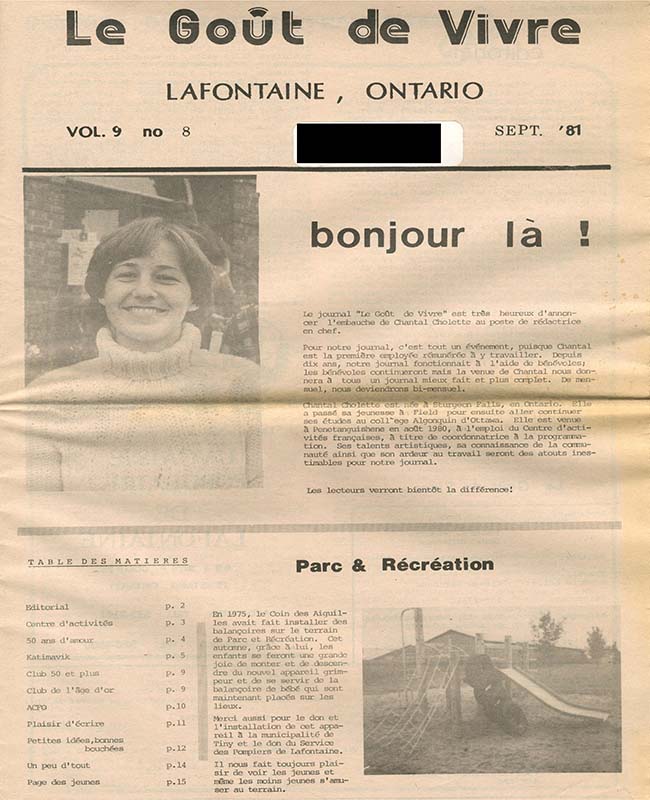 Le Goût de Vivre
LAFONTAINE, ONTARIO
VOL. 9 no 8
SEPT. '81
bonjour là !
Le journal "Le Goût de Vivre" est très heureux d'annon-
cer l'embauche de Chantal Cholette au poste de rédactrice
en chef.
Pour notre journal, c'est tout un événement, puisque Chantal
est la première employée rémunérée à y travailler. Depuis
dix ans, notre journal fonctionnait à l'aide de bénévoles;
les bénévoles continueront mais la venue de Chantal nous don-
nera à tous un journal mieux fait et plus complet. De men-
suel, nous deviendrons bi-mensuel.
Chantal Cholette est née à Sturgeon Falls, en Ontario. Elle
a passé sa jeunesse à Field pour ensuite aller continuer
ses études au coll"ege Algonquin d'Ottawa. Elle est venue
à Penetanguishene en août 1980, à l'emploi du Centre d'acti-
vités françaises, à titre de coordonnatrice à la programma-
tion. Ses talents artistiques, sa connaissance de la commu-
nauté ainsi que son ardeur au travail seront des atouts ines-
timables pour notre journal.
Les lecteurs verront bientôt la différence!
TABLE DES MATIERES
Editorial p. 2
Centre d'activités p. 3
50 ans d'amour p. 4
Katimavik p. 5
Club 50 et plus p. 9
Club de l'âge d'or p. 9
ACFO p.10
Plaisir d'écrire p.11
Petites idées,bonnes
bouchées p.12
Un peu d'tout p.14
Page des jeunes p.15
Parc & Récréation
En 1975, le Coin des Aiguil-
les avait fait installer des
balançoires sur le terrain
de Parc et Récréation. Cet
automne, grâce à lui, les
enfants se feront une grande
joie de monter et de descen-
dre du nouvel appareil grim-
peur et de se servir de la
balançoire de bébé qui sont
maintenant placés sur les
lieux.
Merci aussi pour le don et
l'installation de cet appa-
reil à la municipalité de
Tiny et le don du Service
des Pompiers de Lafontaine.
Il nous fait toujours plai-
sir de voir les jeunes et
même les moins jeunes s'amu-
ser au terrain.